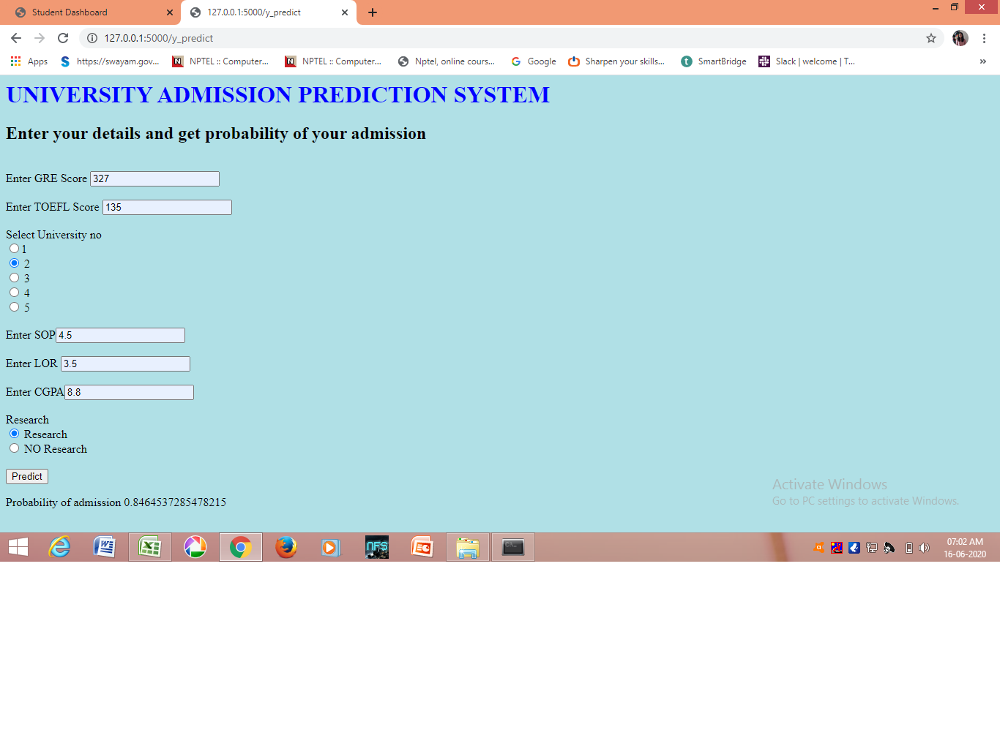 Student Dashboard
127.0.0.1:5000/y_predict
127.0.0.1:5000/y_predict
Apps https://swayam.gov... NPTEL :: Computer... NPTEL :: Computer... Nptel, online cours... Google Sharpen your skills... SmartBridge Slack | welcome | T... »
UNIVERSITY ADMISSION PREDICTION SYSTEM
Enter your details and get probability of your admission
Enter GRE Score 327
Enter TOEFL Score 135
Select University no
1
2
3
4
5
Enter SOP 4.5
Enter LOR 3.5
Enter CGPA 8.8
Research
Research
NO Research
Predict
Activate Windows
Go to PC settings to activate Windows.
Probability of admission 0.8464537285478215
NFS
07:02 AM
16-06-2020